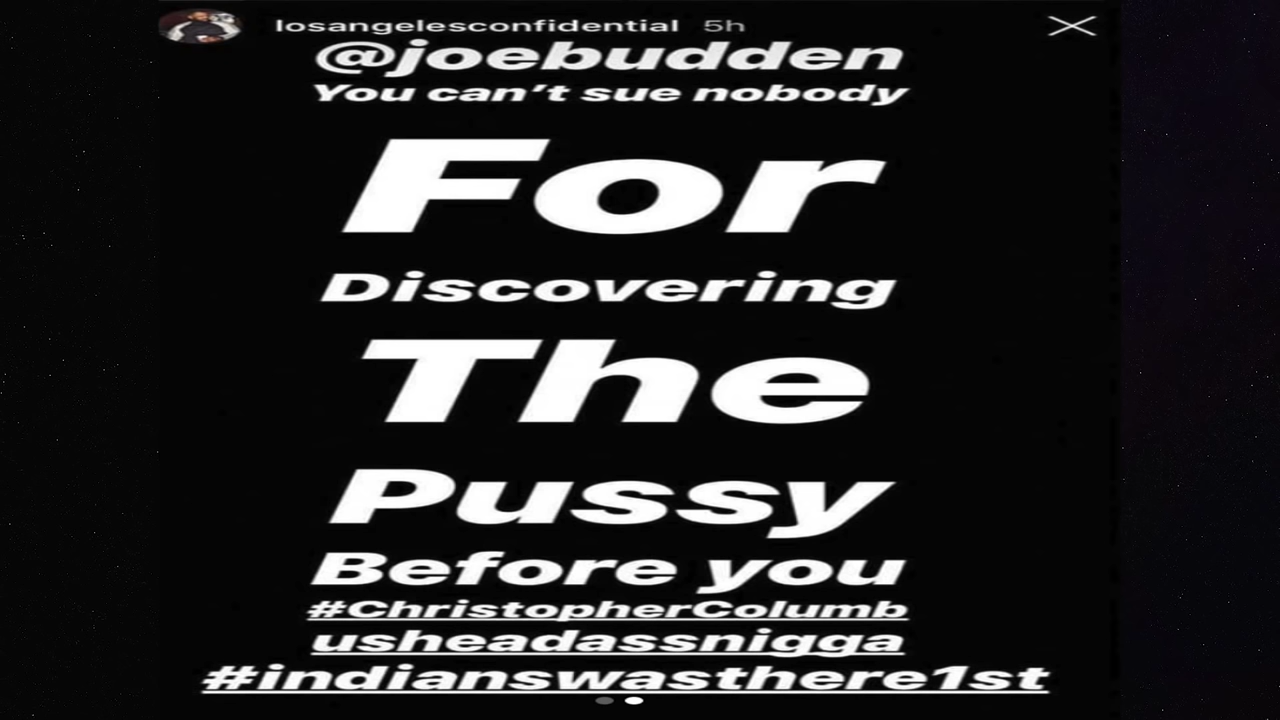 losangelesconfidential 5h
@joebudden
You can't sue nobody
For
Discovering
The
Pussy
Before you
#ChristopherColumb
usheadassnigga
#indianswasthere1st